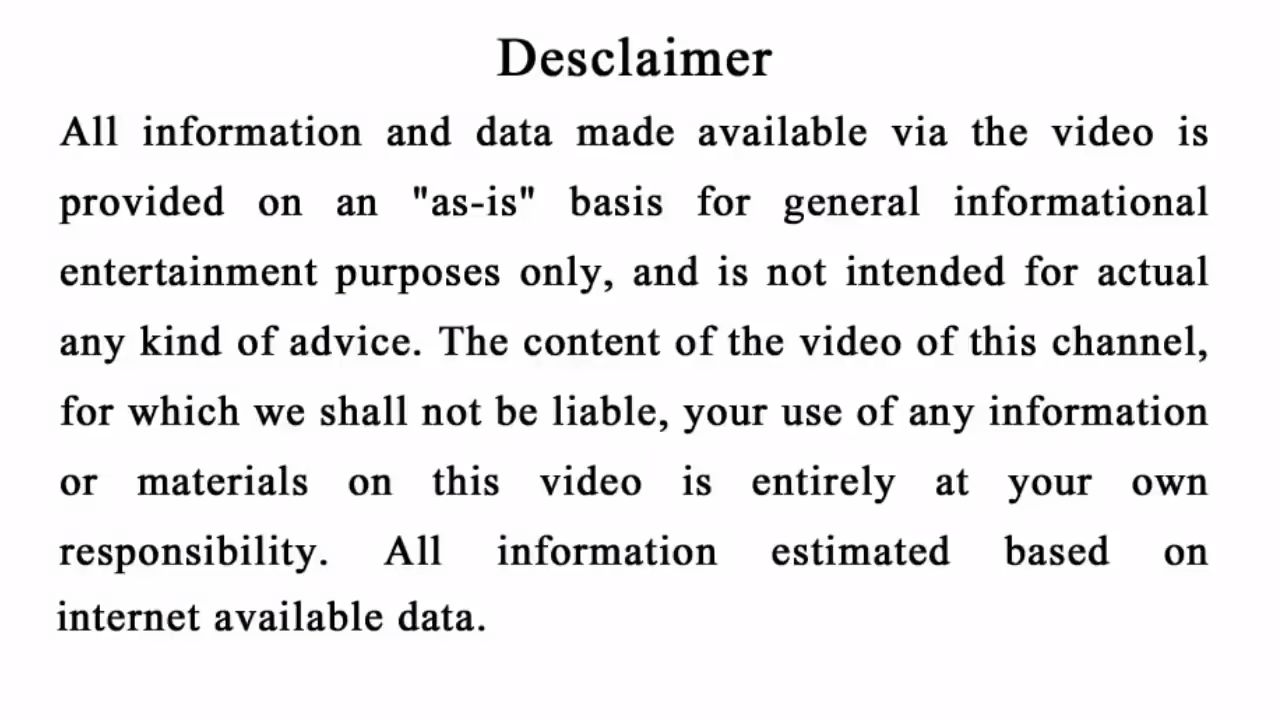 Desclaimer
All information and data made available via the video is
provided on an "as-is" basis for general informational
entertainment purposes only, and is not intended for actual
any kind of advice. The content of the video of this channel,
for which we shall not be liable, your use of any information
or materials on this video is entirely at your own
responsibility. All information estimated based on
internet available data.